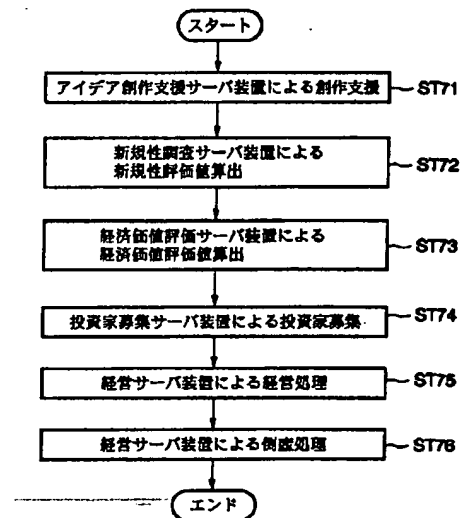 スタート
アイデア創作支援サーバ装置による創作支援
ST71
新規性調査サーバ装置による
新規性評価値算出
ST72
経済価値評価サーバ装置による
経済価値評価値算出
ST73
投資家募集サーバ装置による投資家募集
ST74
経営サーバ装置による経営処理
ST75
経営サーバ装置による倒産処理
ST76
エンド